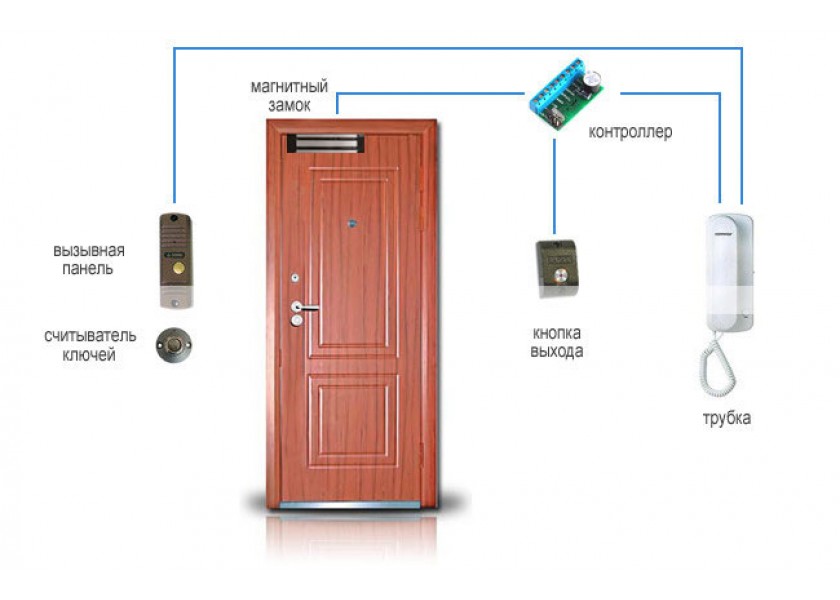 магнитный
замок
контроллер
вызывная
панель
считыватель
ключей
кнопка
выхода
трубка